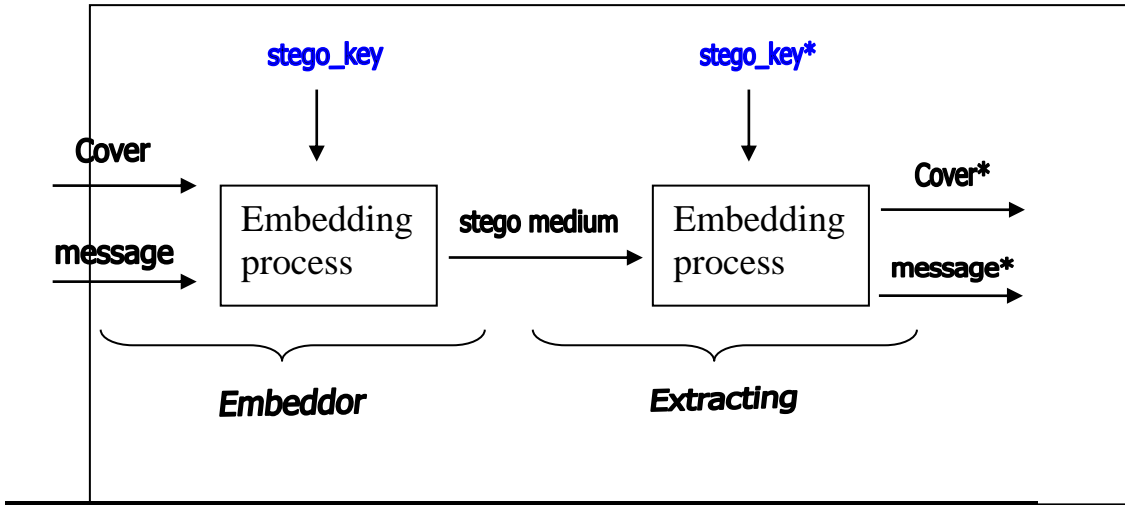 stego_key
stego_key*
Cover
message
Embedding
process
stego medium
Embedding
process
Cover*
message*
Embeddor
Extracting